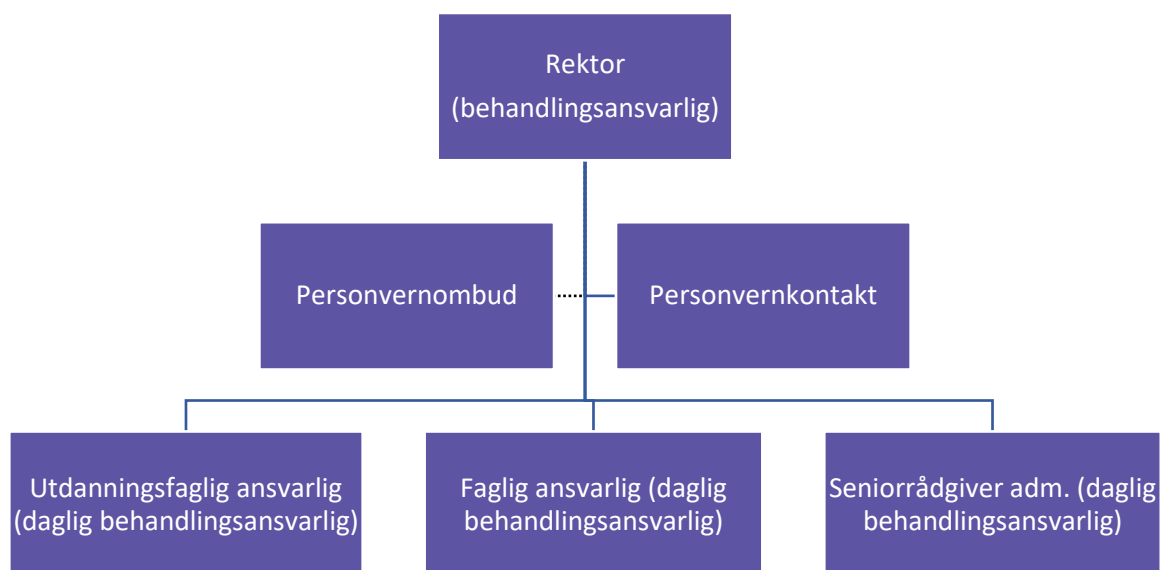 Rektor
(behandlingsansvarlig)
Personvernombud
Personvernkontakt
Utdanningsfaglig ansvarlig
(daglig behandlingsansvarlig)
Faglig ansvarlig (daglig
behandlingsansvarlig)
Seniorrådgiver adm. (daglig
behandlingsansvarlig)